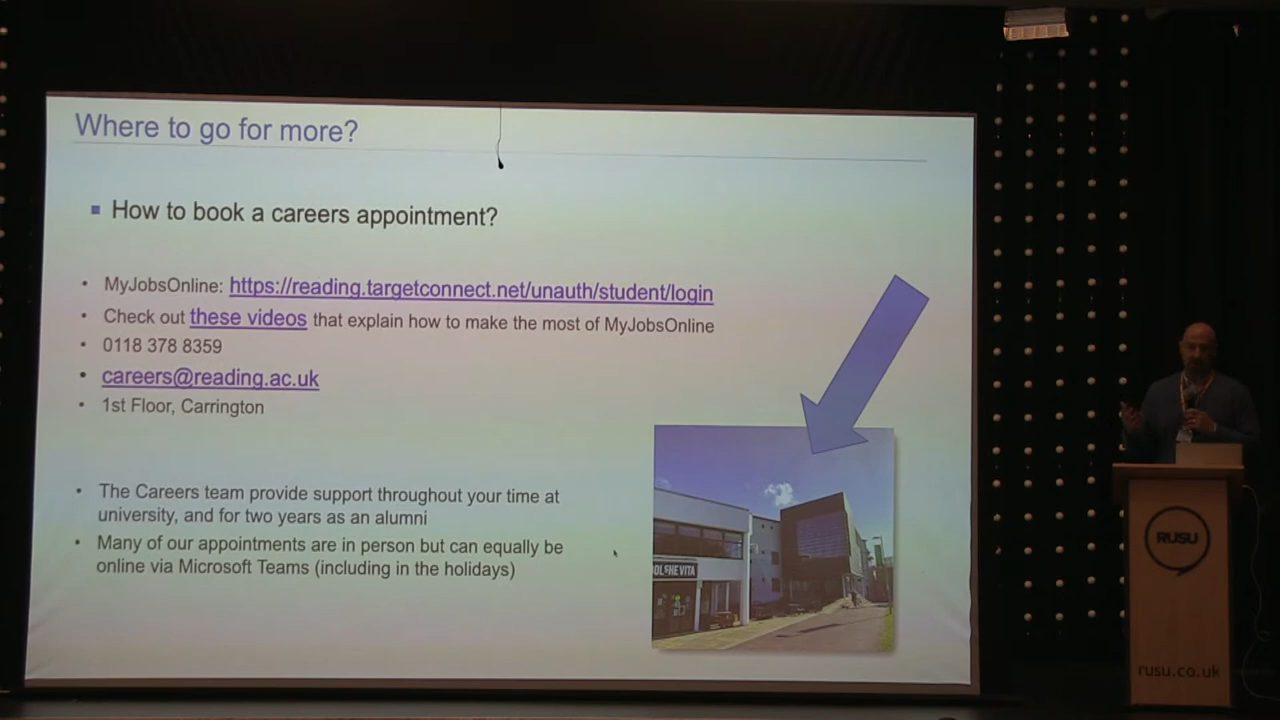 Where to go for more?
How to book a careers appointment?
MyJobsOnline: https://reading.targetconnect.net/unauth/student/login
Check out these videos that explain how to make the most of MyJobsOnline
0118 378 8359
careers@reading.ac.uk
1st Floor, Carrington
The Careers team provide support throughout your time at
university, and for two years as an alumni
Many of our appointments are in person but can equally be
online via Microsoft Teams (including in the holidays)
DOLCHE VITA
RUSU
rusu.co.uk